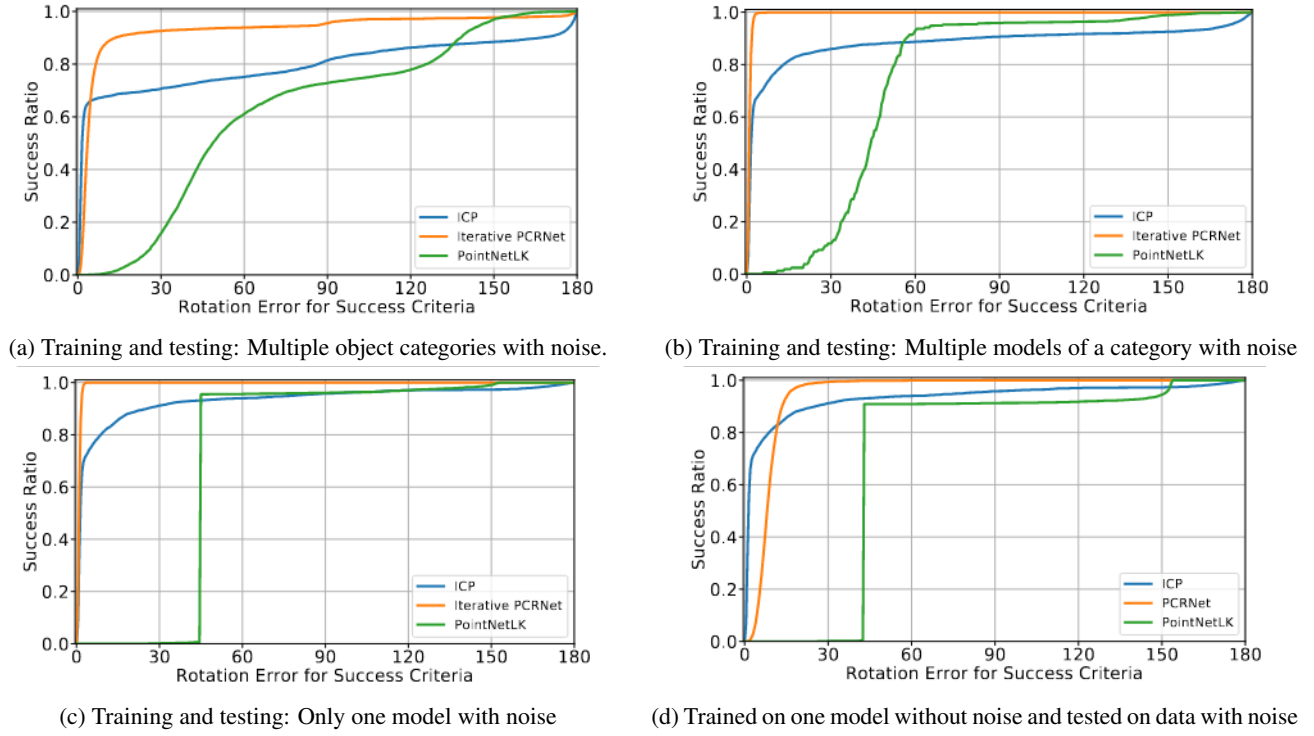 1.0
0.8
0.6
0.4
0.2
0.0
Success Ratio
ICP
Iterative PCRNet
PointNetLK
0 30 60 90 120 150 180
Rotation Error for Success Criteria
(a) Training and testing: Multiple object categories with noise.
1.0
0.8
0.6
0.4
0.2
0.0
Success Ratio
ICP
Iterative PCRNet
PointNetLK
0 30 60 90 120 150 180
Rotation Error for Success Criteria
(b) Training and testing: Multiple models of a category with noise
1.0
0.8
0.6
0.4
0.2
0.0
Success Ratio
ICP
Iterative PCRNet
PointNetLK
0 30 60 90 120 150 180
Rotation Error for Success Criteria
(c) Training and testing: Only one model with noise
1.0
0.8
0.6
0.4
0.2
0.0
Success Ratio
ICP
PCRNet
PointNetLK
0 30 60 90 120 150 180
Rotation Error for Success Criteria
(d) Trained on one model without noise and tested on data with noise